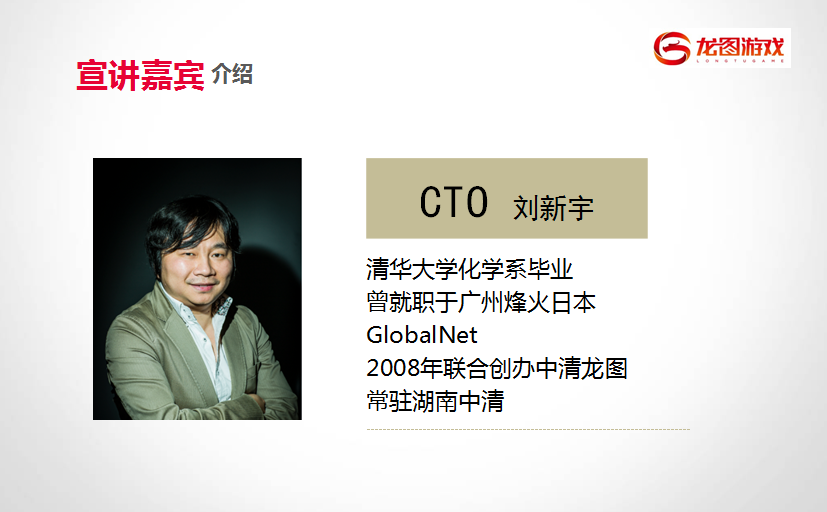 龙图游戏
LONGTUGAME
宣讲嘉宾 介绍
CTO 刘新宇
清华大学化学系毕业
曾就职于广州烽火日本
GlobalNet
2008年联合创办中清龙图
常驻湖南中清